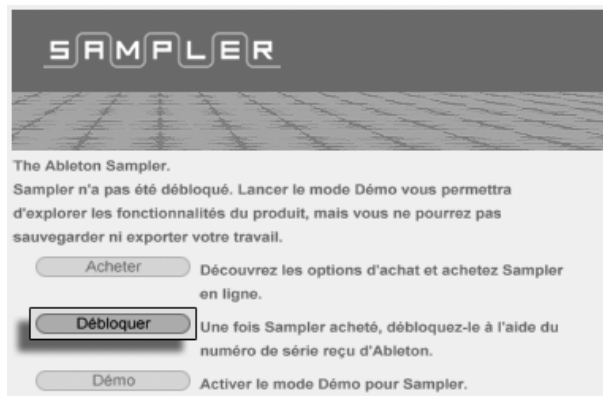 SAMPLER
The Ableton Sampler.
Sampler n'a pas été débloqué. Lancer le mode Démo vous permettra
d'explorer les fonctionnalités du produit, mais vous ne pourrez pas
sauvegarder ni exporter votre travail.
Acheter
Découvrez les options d'achat et achetez Sampler
en ligne.
Débloquer
Une fois Sampler acheté, débloquez-le à l'aide du
numéro de série reçu d'Ableton.
Démo
Activer le mode Démo pour Sampler.